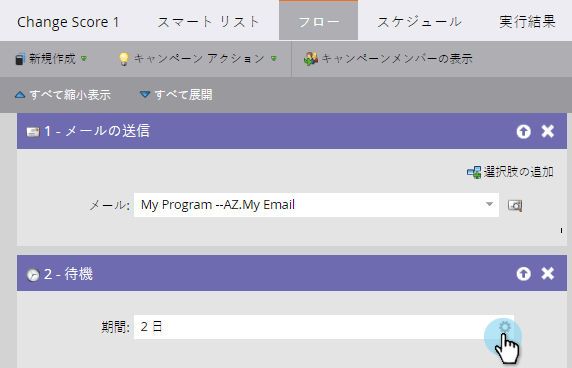 Change Score 1 スマート リスト フロー スケジュール 実行結果
新規作成 キャンペーン アクション キャンペーンメンバーの表示
すべて縮小表示 すべて展開
1 - メールの送信
選択肢の追加
メール: My Program --AZ.My Email
2 - 待機
期間: 2 日